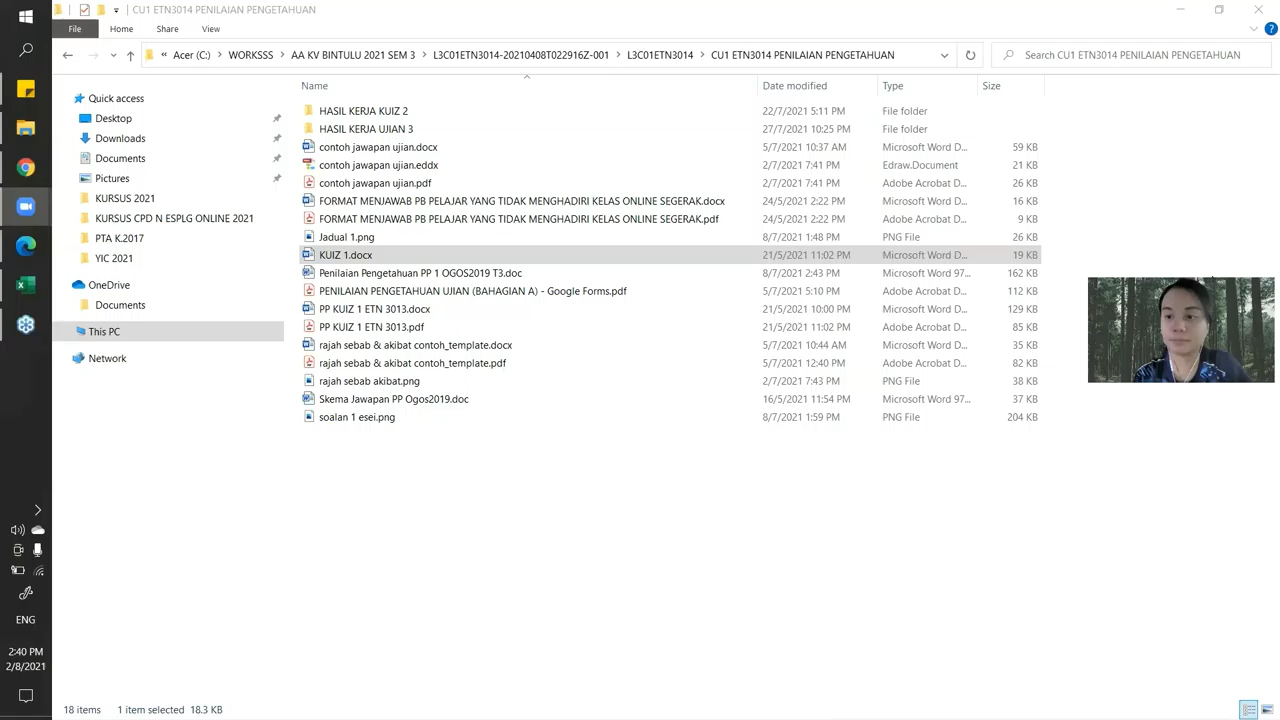 CU1 ETN3014 PENILAIAN PENGETAHUAN
File Home Share View
« Acer (C:) > WORKSSS > AA KV BINTULU 2021 SEM 3 > L3C01ETN3014-20210408T022916Z-001 > L3C01ETN3014 > CU1 ETN3014 PENILAIAN PENGETAHUAN
Search CU1 ETN3014 PENILAIAN PENGETAHUAN
Quick access
Desktop
Downloads
Documents
Pictures
KURSUS 2021
KURSUS CPD N ESPLG ONLINE 2021
PTA K.2017
YIC 2021
OneDrive
Documents
This PC
Network
Name Date modified Type Size
HASIL KERJA KUIZ 2 22/7/2021 5:11 PM File folder
HASIL KERJA UJIAN 3 27/7/2021 10:25 PM File folder
contoh jawapan ujian.docx 5/7/2021 10:37 AM Microsoft Word D... 59 KB
contoh jawapan ujian.eddx 2/7/2021 7:41 PM Edraw.Document 21 KB
contoh jawapan ujian.pdf 2/7/2021 7:41 PM Adobe Acrobat D... 26 KB
FORMAT MENJAWAB PB PELAJAR YANG TIDAK MENGHADIRI KELAS ONLINE SEGERAK.docx 24/5/2021 2:22 PM Microsoft Word D... 16 KB
FORMAT MENJAWAB PB PELAJAR YANG TIDAK MENGHADIRI KELAS ONLINE SEGERAK.pdf 24/5/2021 2:22 PM Adobe Acrobat D... 9 KB
Jadual 1.png 8/7/2021 1:48 PM PNG File 26 KB
KUIZ 1.docx 21/5/2021 11:02 PM Microsoft Word D... 19 KB
Penilaian Pengetahuan PP 1 OGOS2019 T3.doc 8/7/2021 2:43 PM Microsoft Word 97... 162 KB
PENILAIAN PENGETAHUAN UJIAN (BAHAGIAN A) - Google Forms.pdf 5/7/2021 5:10 PM Adobe Acrobat D... 112 KB
PP KUIZ 1 ETN 3013.docx 21/5/2021 10:00 PM Microsoft Word D... 129 KB
PP KUIZ 1 ETN 3013.pdf 21/5/2021 11:02 PM Adobe Acrobat D... 85 KB
rajah sebab & akibat contoh_template.docx 5/7/2021 10:44 AM Microsoft Word D... 35 KB
rajah sebab & akibat contoh_template.pdf 5/7/2021 12:40 PM Adobe Acrobat D... 82 KB
rajah sebab akibat.png 2/7/2021 7:43 PM PNG File 38 KB
Skema Jawapan PP Ogos2019.doc 16/5/2021 11:54 PM Microsoft Word 97... 37 KB
soalan 1 esei.png 8/7/2021 1:59 PM PNG File 204 KB
ENG
2:40 PM
2/8/2021
18 items 1 item selected 18.3 KB